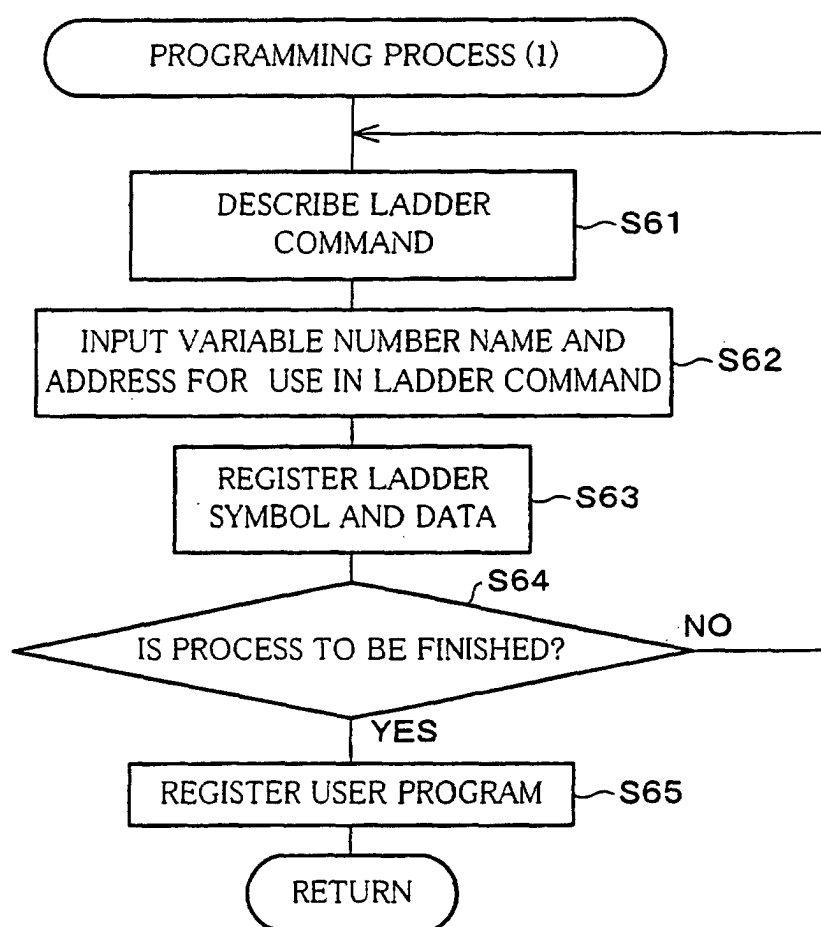 PROGRAMMING PROCESS (1)
DESCRIBE LADDER
COMMAND
S61
INPUT VARIABLE NUMBER NAME AND
ADDRESS FOR USE IN LADDER COMMAND
S62
REGISTER LADDER
SYMBOL AND DATA
S63
S64
IS PROCESS TO BE FINISHED?
NO
YES
REGISTER USER PROGRAM
S65
RETURN